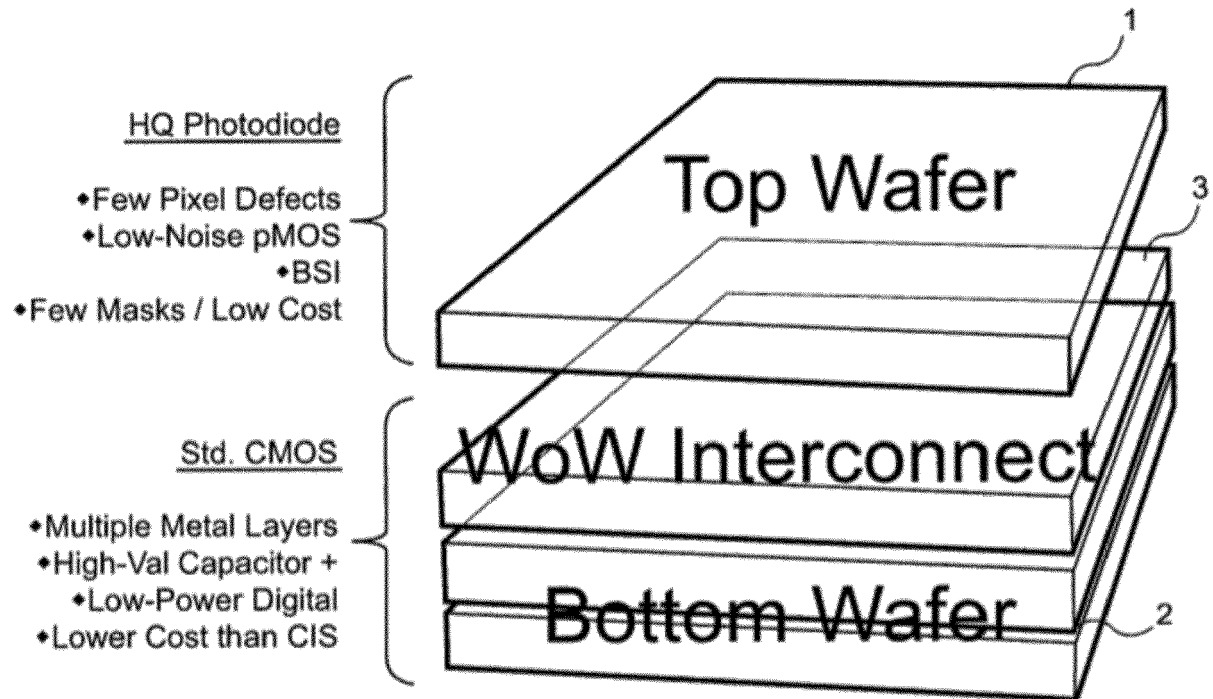 1
HQ Photodiode
◆Few Pixel Defects
◆Low-Noise pMOS
◆BSI
◆Few Masks / Low Cost
Top Wafer
3
Std. CMOS
◆Multiple Metal Layers
◆High-Val Capacitor +
◆Low-Power Digital
◆Lower Cost than CIS
WoW Interconnect
Bottom Wafer
2